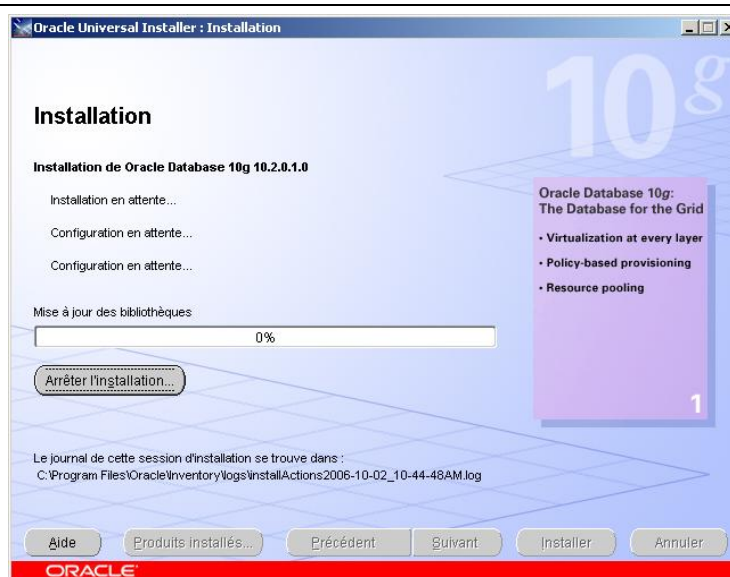 Oracle Universal Installer : Installation
10g
Installation
Installation de Oracle Database 10g 10.2.0.1.0
Installation en attente...
Configuration en attente...
Configuration en attente...
Mise à jour des bibliothèques
0%
Arrêter l'installation...
Oracle Database 10g:
The Database for the Grid
• Virtualization at every layer
• Policy-based provisioning
• Resource pooling
1
Le journal de cette session d'installation se trouve dans :
C:\Program Files\Oracle\Inventory\logs\installActions2006-10-02_10-44-48AM.log
Aide
Produits installés...
Précédent
Suivant
Installer
Annuler
ORACLE